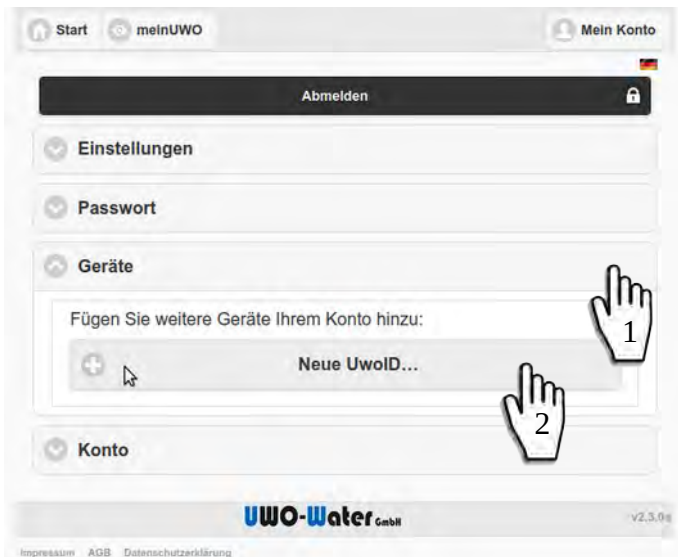 Start meinUWO Mein Konto
Abmelden
Einstellungen
Passwort
Geräte
Fügen Sie weitere Geräte Ihrem Konto hinzu:
1
Neue UwoID...
2
Konto
UWO-Water GmbH v2.3.0s
Impressum AGB Datenschutzerklärung